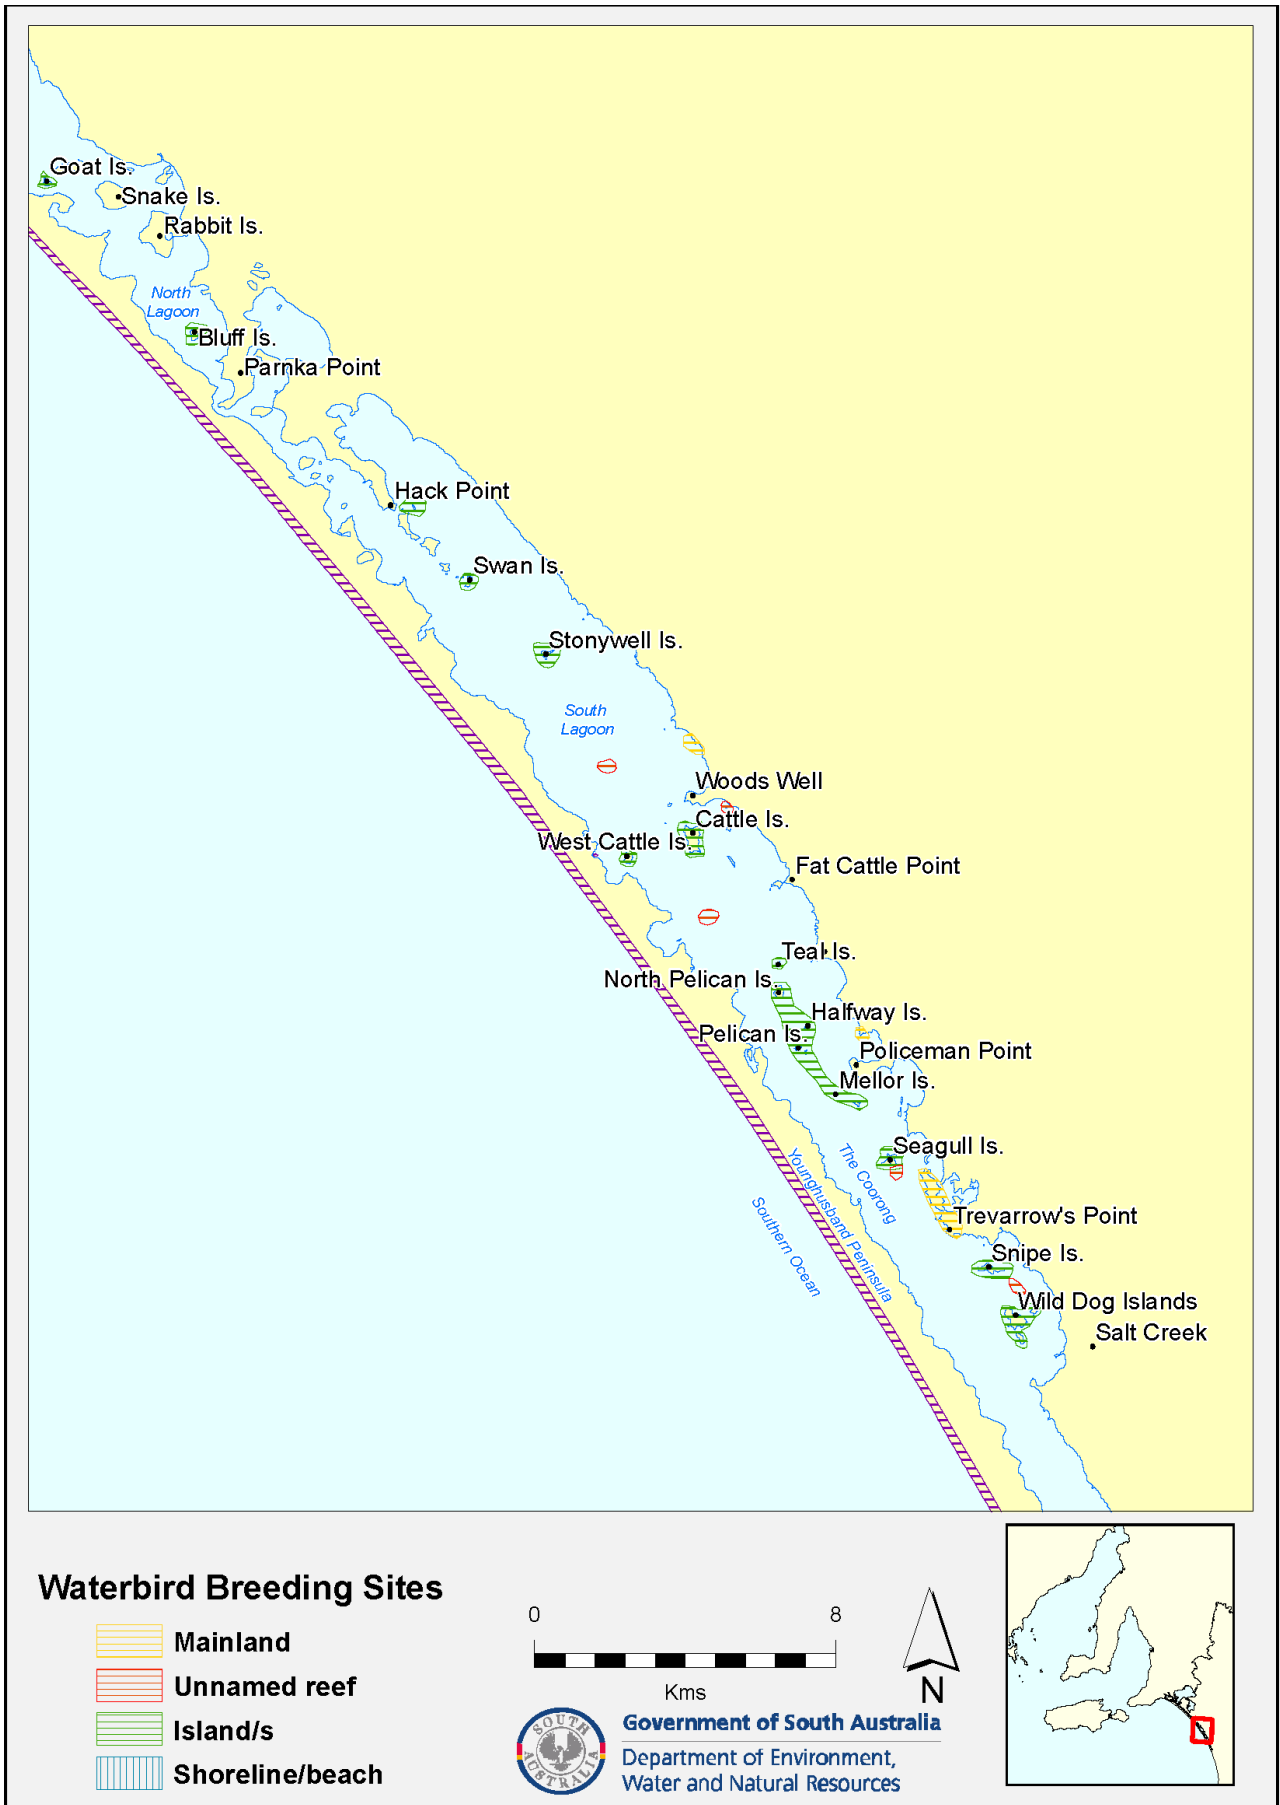 Goat Is.
Snake Is.
Rabbit Is.
North
Lagoon
Bluff Is.
Parnka Point
Hack Point
Swan Is.
Stonywell Is.
South
Lagoon
Woods Well
Cattle Is.
West Cattle Is.
Fat Cattle Point
Teal Is.
North Pelican Is.
Halfway Is.
Pelican Is.
Policeman Point
Mellor Is.
Seagull Is.
The Coorong
Younghusband Peninsula
Southern Ocean
Trevarrow's Point
Snipe Is.
Wild Dog Islands
Salt Creek
Waterbird Breeding Sites
Mainland
Unnamed reef
Island/s
Shoreline/beach
0 8
Kms
N
SOUTH AUSTRALIA
Government of South Australia
Department of Environment,
Water and Natural Resources